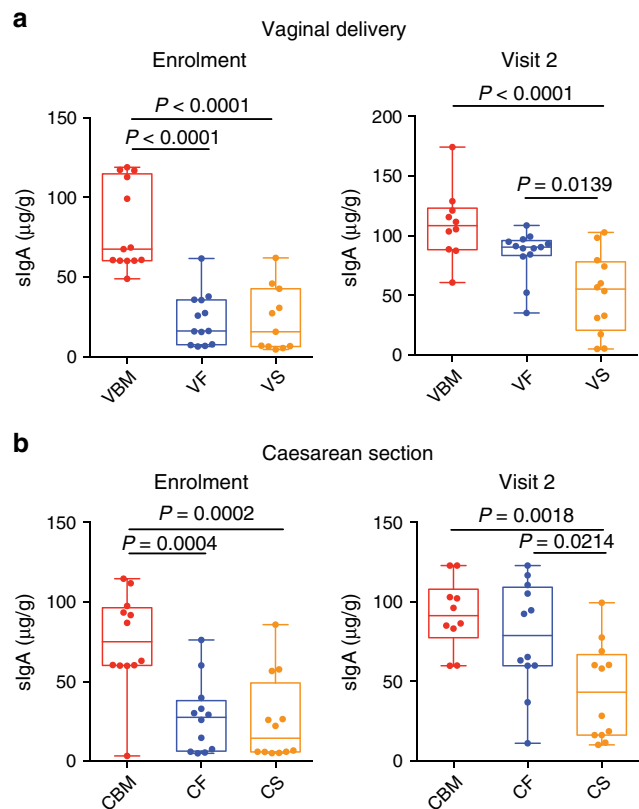 a
Vaginal delivery
Enrolment
Visit 2
P < 0.0001
P < 0.0001
150
100
50
0
sIgA (µg/g)
VBM
VF
VS
P < 0.0001
P = 0.0139
200
150
100
50
0
sIgA (µg/g)
VBM
VF
VS
b
Caesarean section
Enrolment
Visit 2
P = 0.0002
P = 0.0004
150
100
50
0
sIgA (µg/g)
CBM
CF
CS
P = 0.0018
P = 0.0214
150
100
50
0
sIgA (µg/g)
CBM
CF
CS